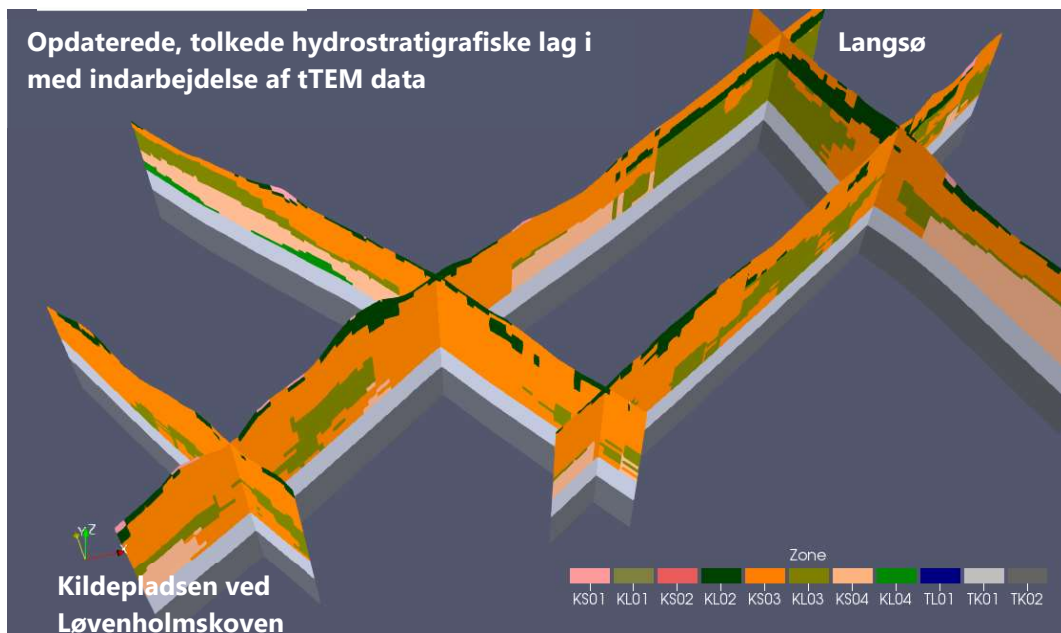 Opdaterede, tolkede hydrostratigrafiske lag i
med indarbejdelse af tTEM data
Langsø
Y Z
X
Kildepladsen ved
Løvenholmskoven
Zone
KS01 KL01 KS02 KL02 KS03 KL03 KS04 KL04 TL01 TK01 TK02